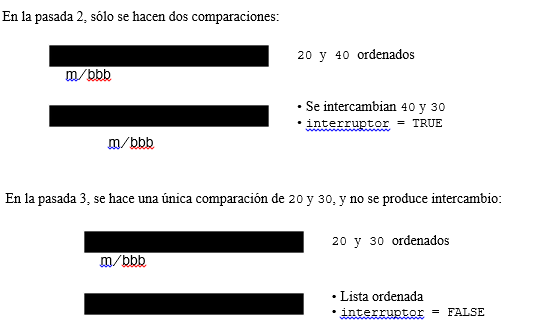 En la pasada 2, sólo se hacen dos comparaciones:
20 y 40 ordenados
m/bbb
• Se intercambian 40 y 30
• interruptor = TRUE
m/bbb
En la pasada 3, se hace una única comparación de 20 y 30, y no se produce intercambio:
20 y 30 ordenados
m/bbb
• Lista ordenada
• interruptor = FALSE